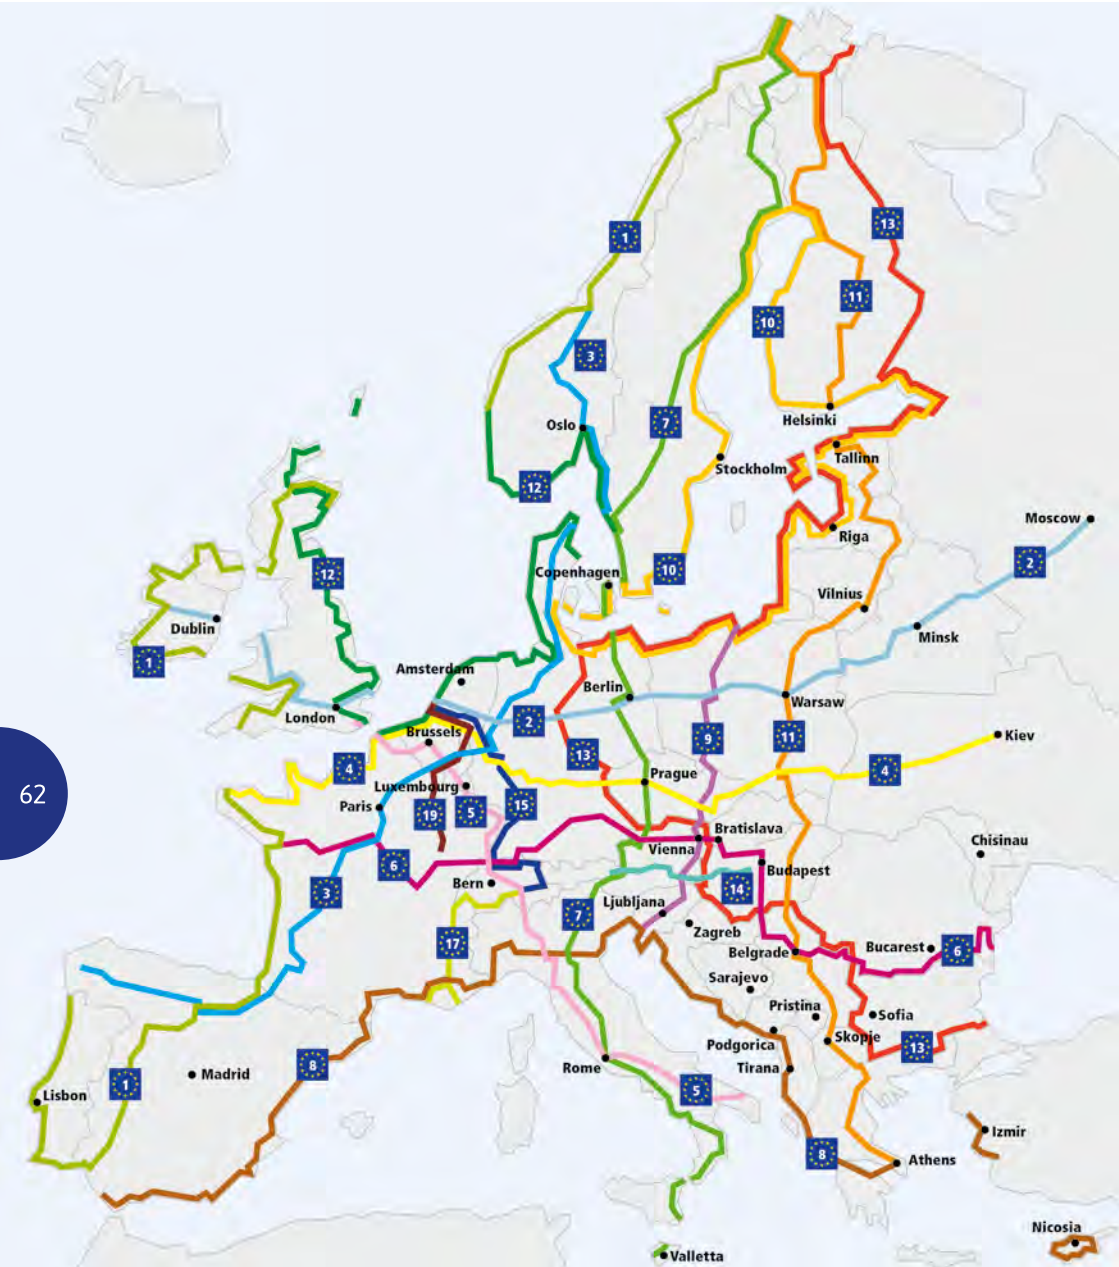 1
13
11
10
3
Oslo
7
Helsinki
Stockholm
Tallinn
12
Moscow
Riga
2
12
Copenhagen
10
Vilnius
Dublin
Minsk
1
Amsterdam
Berlin
Warsaw
London
2
Brussels
9
11
Kiev
13
4
4
Prague
62
Luxembourg
Paris
19
5
15
Bratislava
Chisinau
Vienna
6
Budapest
Bern
14
3
Ljubljana
7
Zagreb
17
Belgrade
Bucarest
6
Sarajevo
Pristina
Sofia
Skopje
Podgorica
13
8
Rome
Tirana
Madrid
1
Lisbon
5
Izmir
8
Athens
Nicosia
Valletta